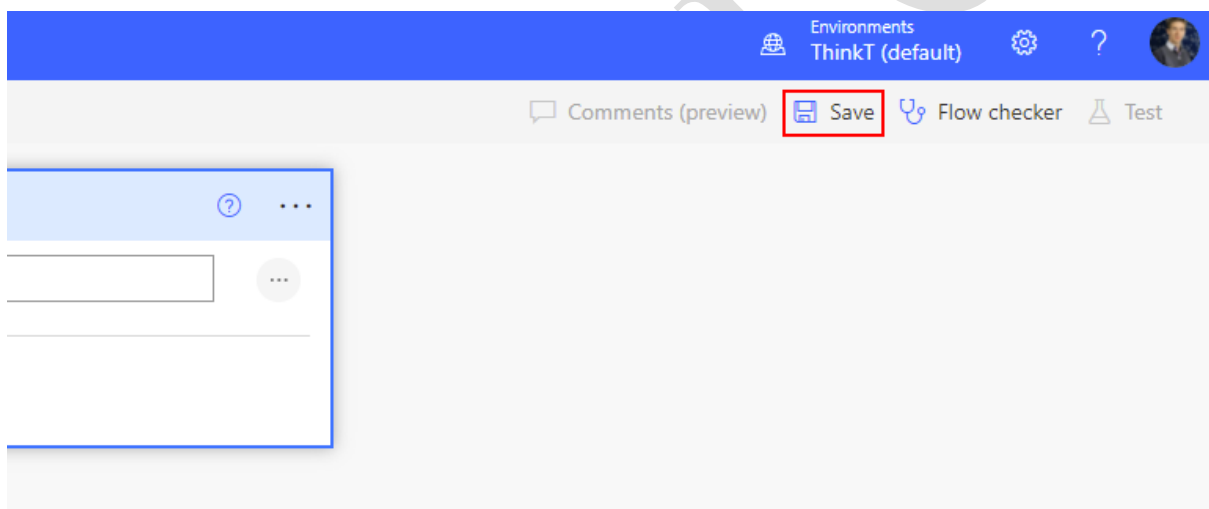 Environments
ThinkT (default)
?
Comments (preview) Save Flow checker Test
? ...
...